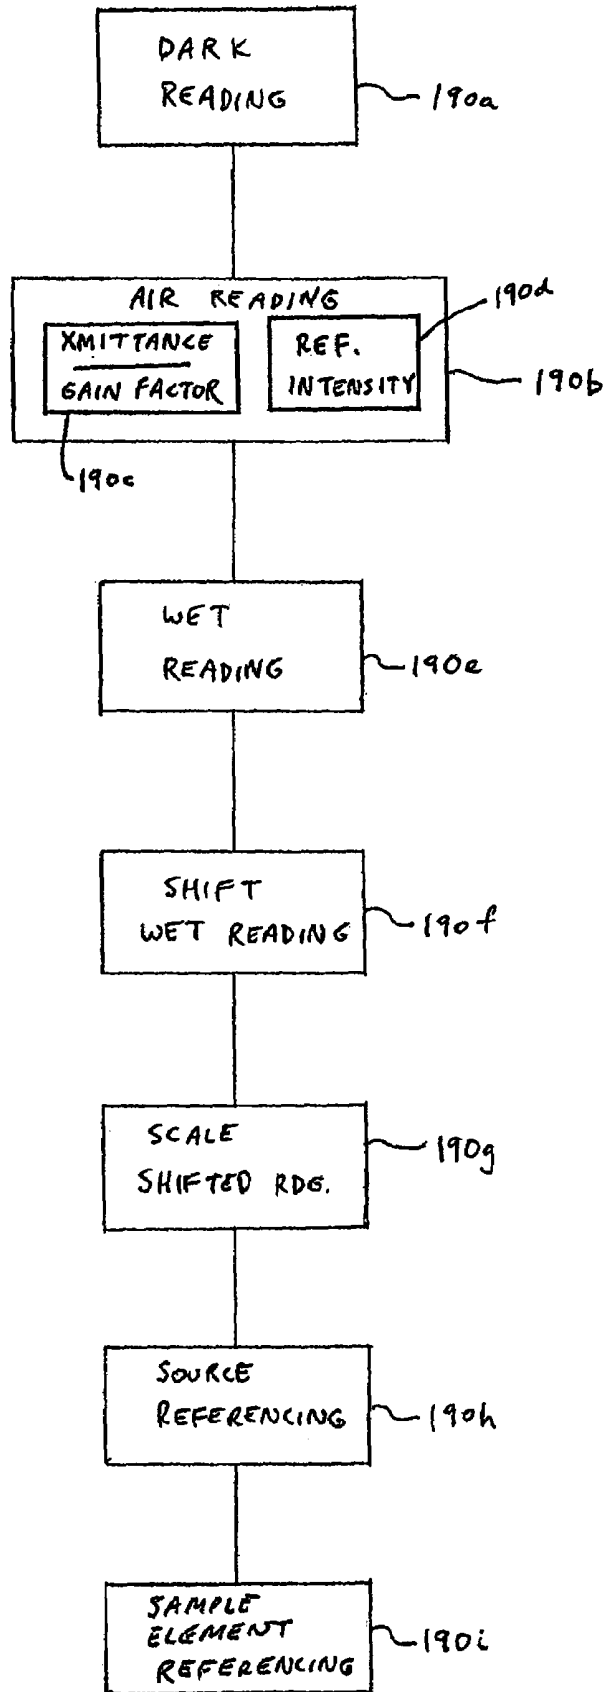 DARK
READING
190a
AIR READING
190d
XMITTANCE
GAIN FACTOR
REF.
INTENSITY
190b
190c
WET
READING
190e
SHIFT
WET READING
190f
SCALE
SHIFTED RDG.
190g
SOURCE
REFERENCING
190h
SAMPLE
ELEMENT
REFERENCING
190i